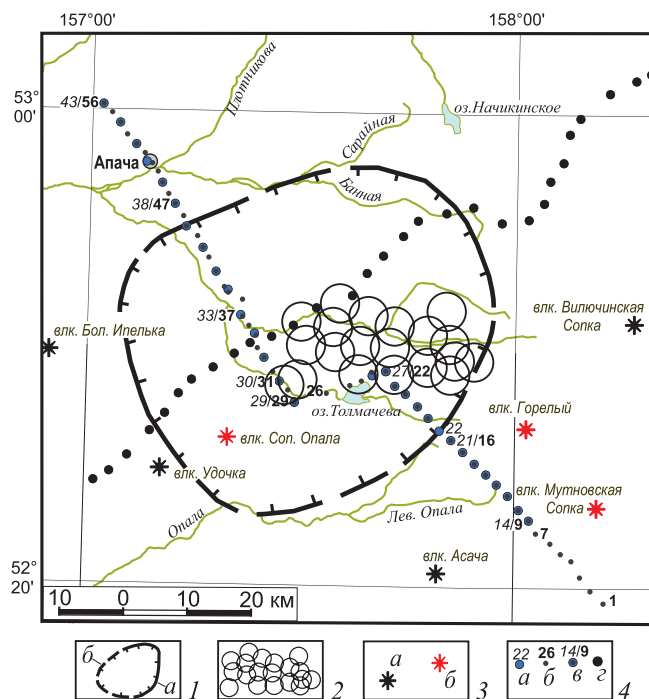 157°00' 158°00'
53°
00'
43/56
Плотникова
оз.Начикинское
Апача
Сарайная
Банная
38/47
влк. Вилючинская
Сопка
33/37
влк. Бол. Ипелька
30/31
26
27/22
29/29
оз.Толмачева
влк. Горелый
22
влк. Соп. Опала
21/16
влк. Удочка
влк. Мутновская
Сопка
Опала
Лев. Опала
14/9
7
влк. Асача
52°
20'
1
10 0 10 20 км
б а 1
2
а б 3
22 26 14/9
а б в г 4